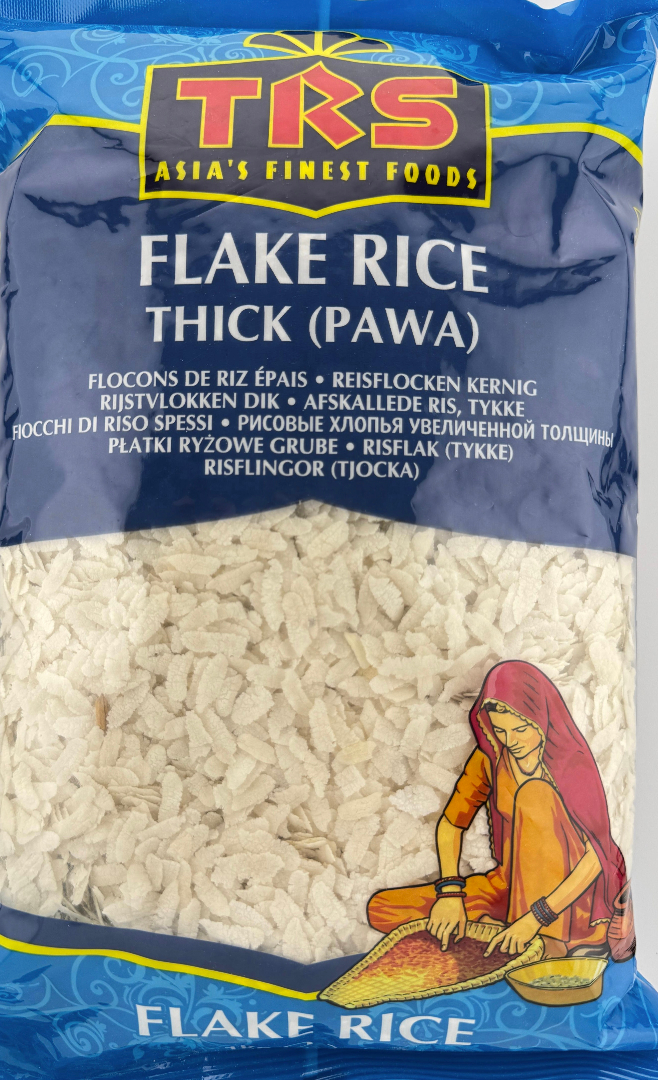 TRS
ASIA'S FINEST FOODS
FLAKE RICE
THICK (PAWA)
FLOCONS DE RIZ ÉPAIS • REISFLOCKEN KERNIG
RIJSTVLOKKEN DIK • AFSKALLEDE RIS, TYKKE
FIOCCHI DI RISO SPESSI • РИСОВЫЕ ХЛОПЬЯ УВЕЛИЧЕННОЙ ТОЛЩИНЫ
PŁATKI RYŻOWE GRUBE • RISFLAK (TYKKE)
RISFLINGOR (TJOCKA)
FLAKE RICE